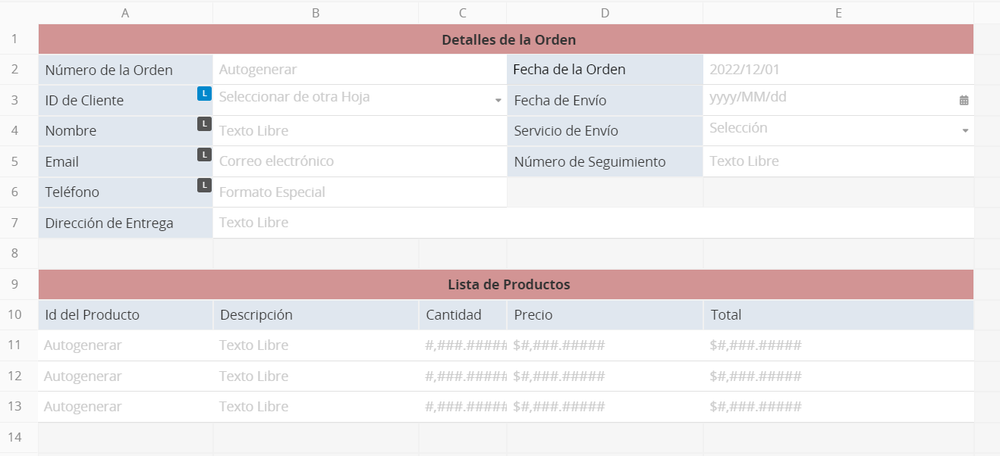 A B C D E
1 Detalles de la Orden
2 Número de la Orden Autogenerar Fecha de la Orden 2022/12/01
3 ID de Cliente L Seleccionar de otra Hoja Fecha de Envío yyyy/MM/dd
4 Nombre L Texto Libre Servicio de Envío Selección
5 Email L Correo electrónico Número de Seguimiento Texto Libre
6 Teléfono L Formato Especial
7 Dirección de Entrega Texto Libre
8
9 Lista de Productos
10 Id del Producto Descripción Cantidad Precio Total
11 Autogenerar Texto Libre #,###.##### $#,###.##### $#,###.#####
12 Autogenerar Texto Libre #,###.##### $#,###.##### $#,###.#####
13 Autogenerar Texto Libre #,###.##### $#,###.##### $#,###.#####
14